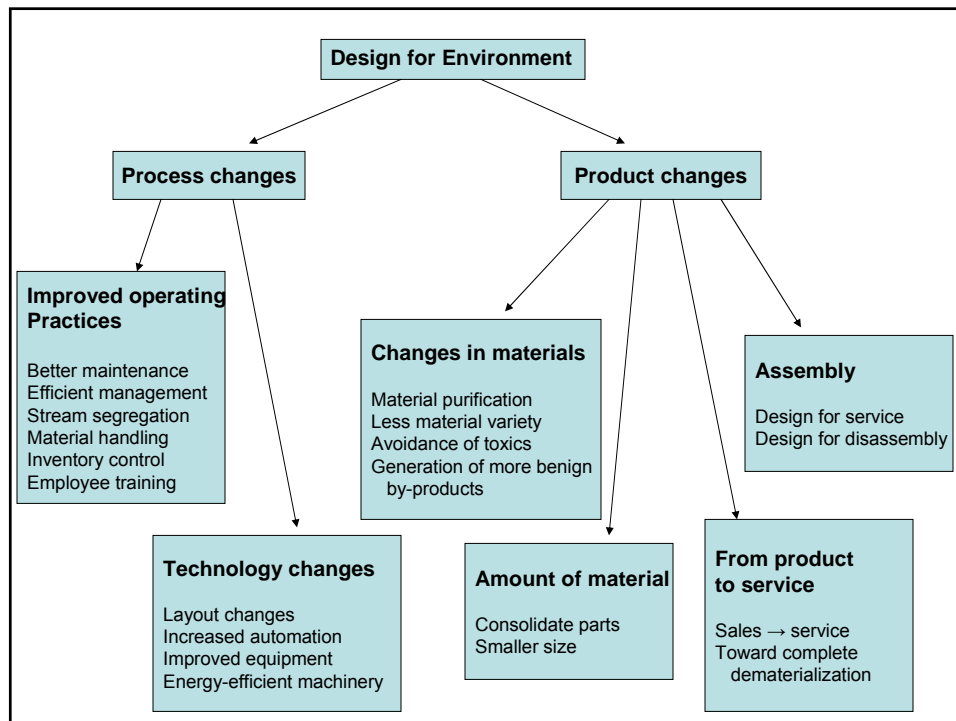 Design for Environment
Process changes
Product changes
Improved operating
Practices
Better maintenance
Efficient management
Stream segregation
Material handling
Inventory control
Employee training
Technology changes
Layout changes
Increased automation
Improved equipment
Energy-efficient machinery
Changes in materials
Material purification
Less material variety
Avoidance of toxics
Generation of more benign
by-products
Amount of material
Consolidate parts
Smaller size
Assembly
Design for service
Design for disassembly
From product
to service
Sales → service
Toward complete
dematerialization